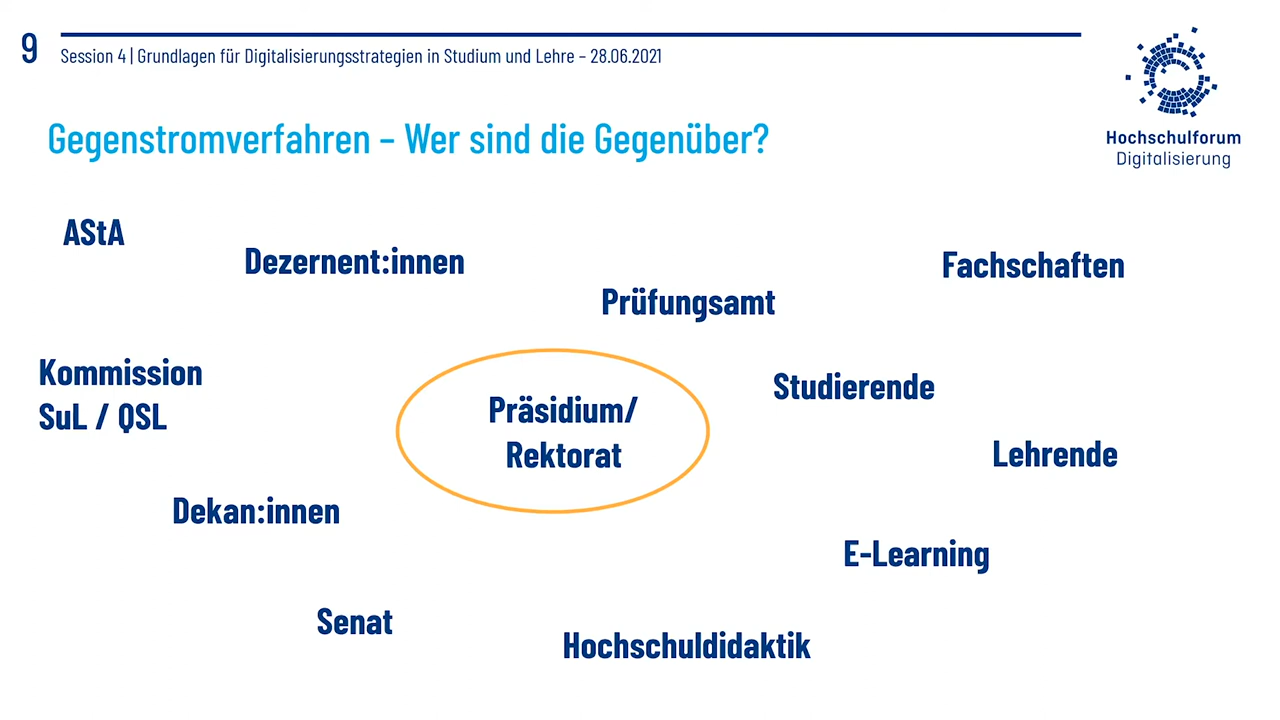 9
Session 4 | Grundlagen für Digitalisierungsstrategien in Studium und Lehre – 28.06.2021
Hochschulforum
Digitalisierung
Gegenstromverfahren – Wer sind die Gegenüber?
AStA
Dezernent:innen
Fachschaften
Prüfungsamt
Kommission
SuL / QSL
Studierende
Präsidium/
Rektorat
Lehrende
Dekan:innen
E-Learning
Senat
Hochschuldidaktik